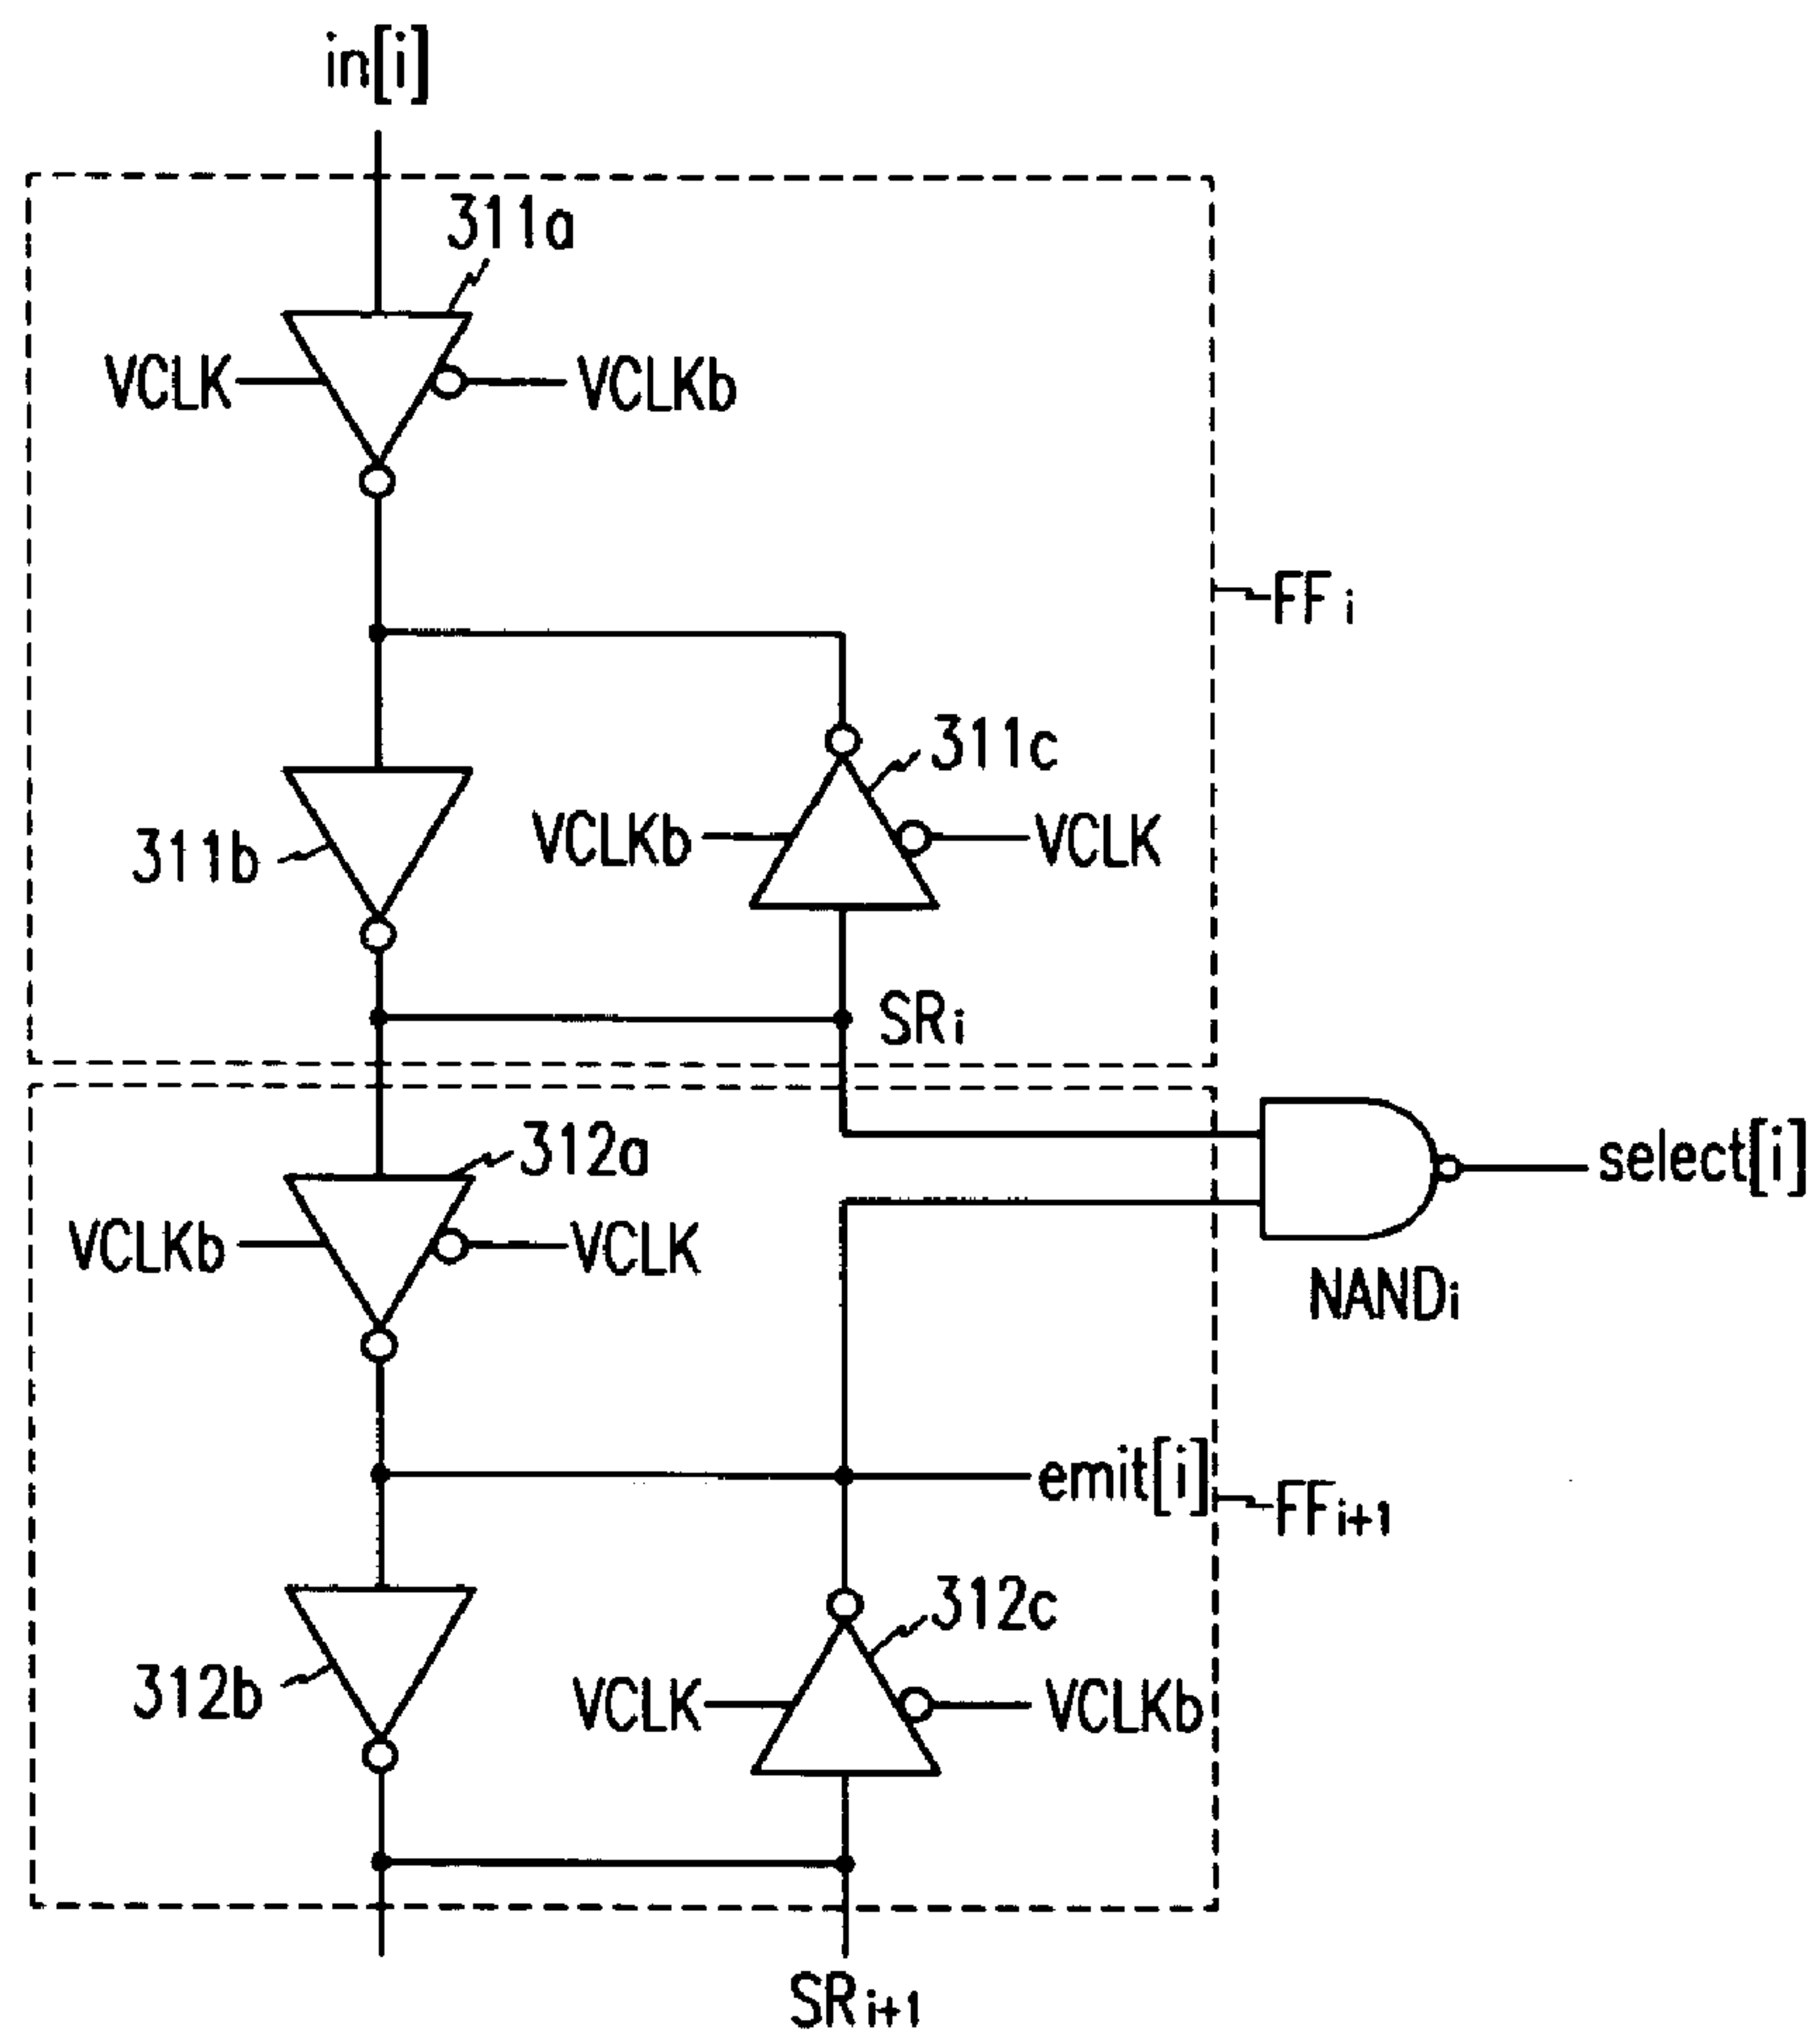 in[i]
311a
VCLK
VCLKb
FFi
311c
VCLKb
VCLK
311b
SRi
312a
select[i]
VCLKb
VCLK
NANDi
emit[i]
FFi+1
312c
312b
VCLK
VCLKb
SRi+1